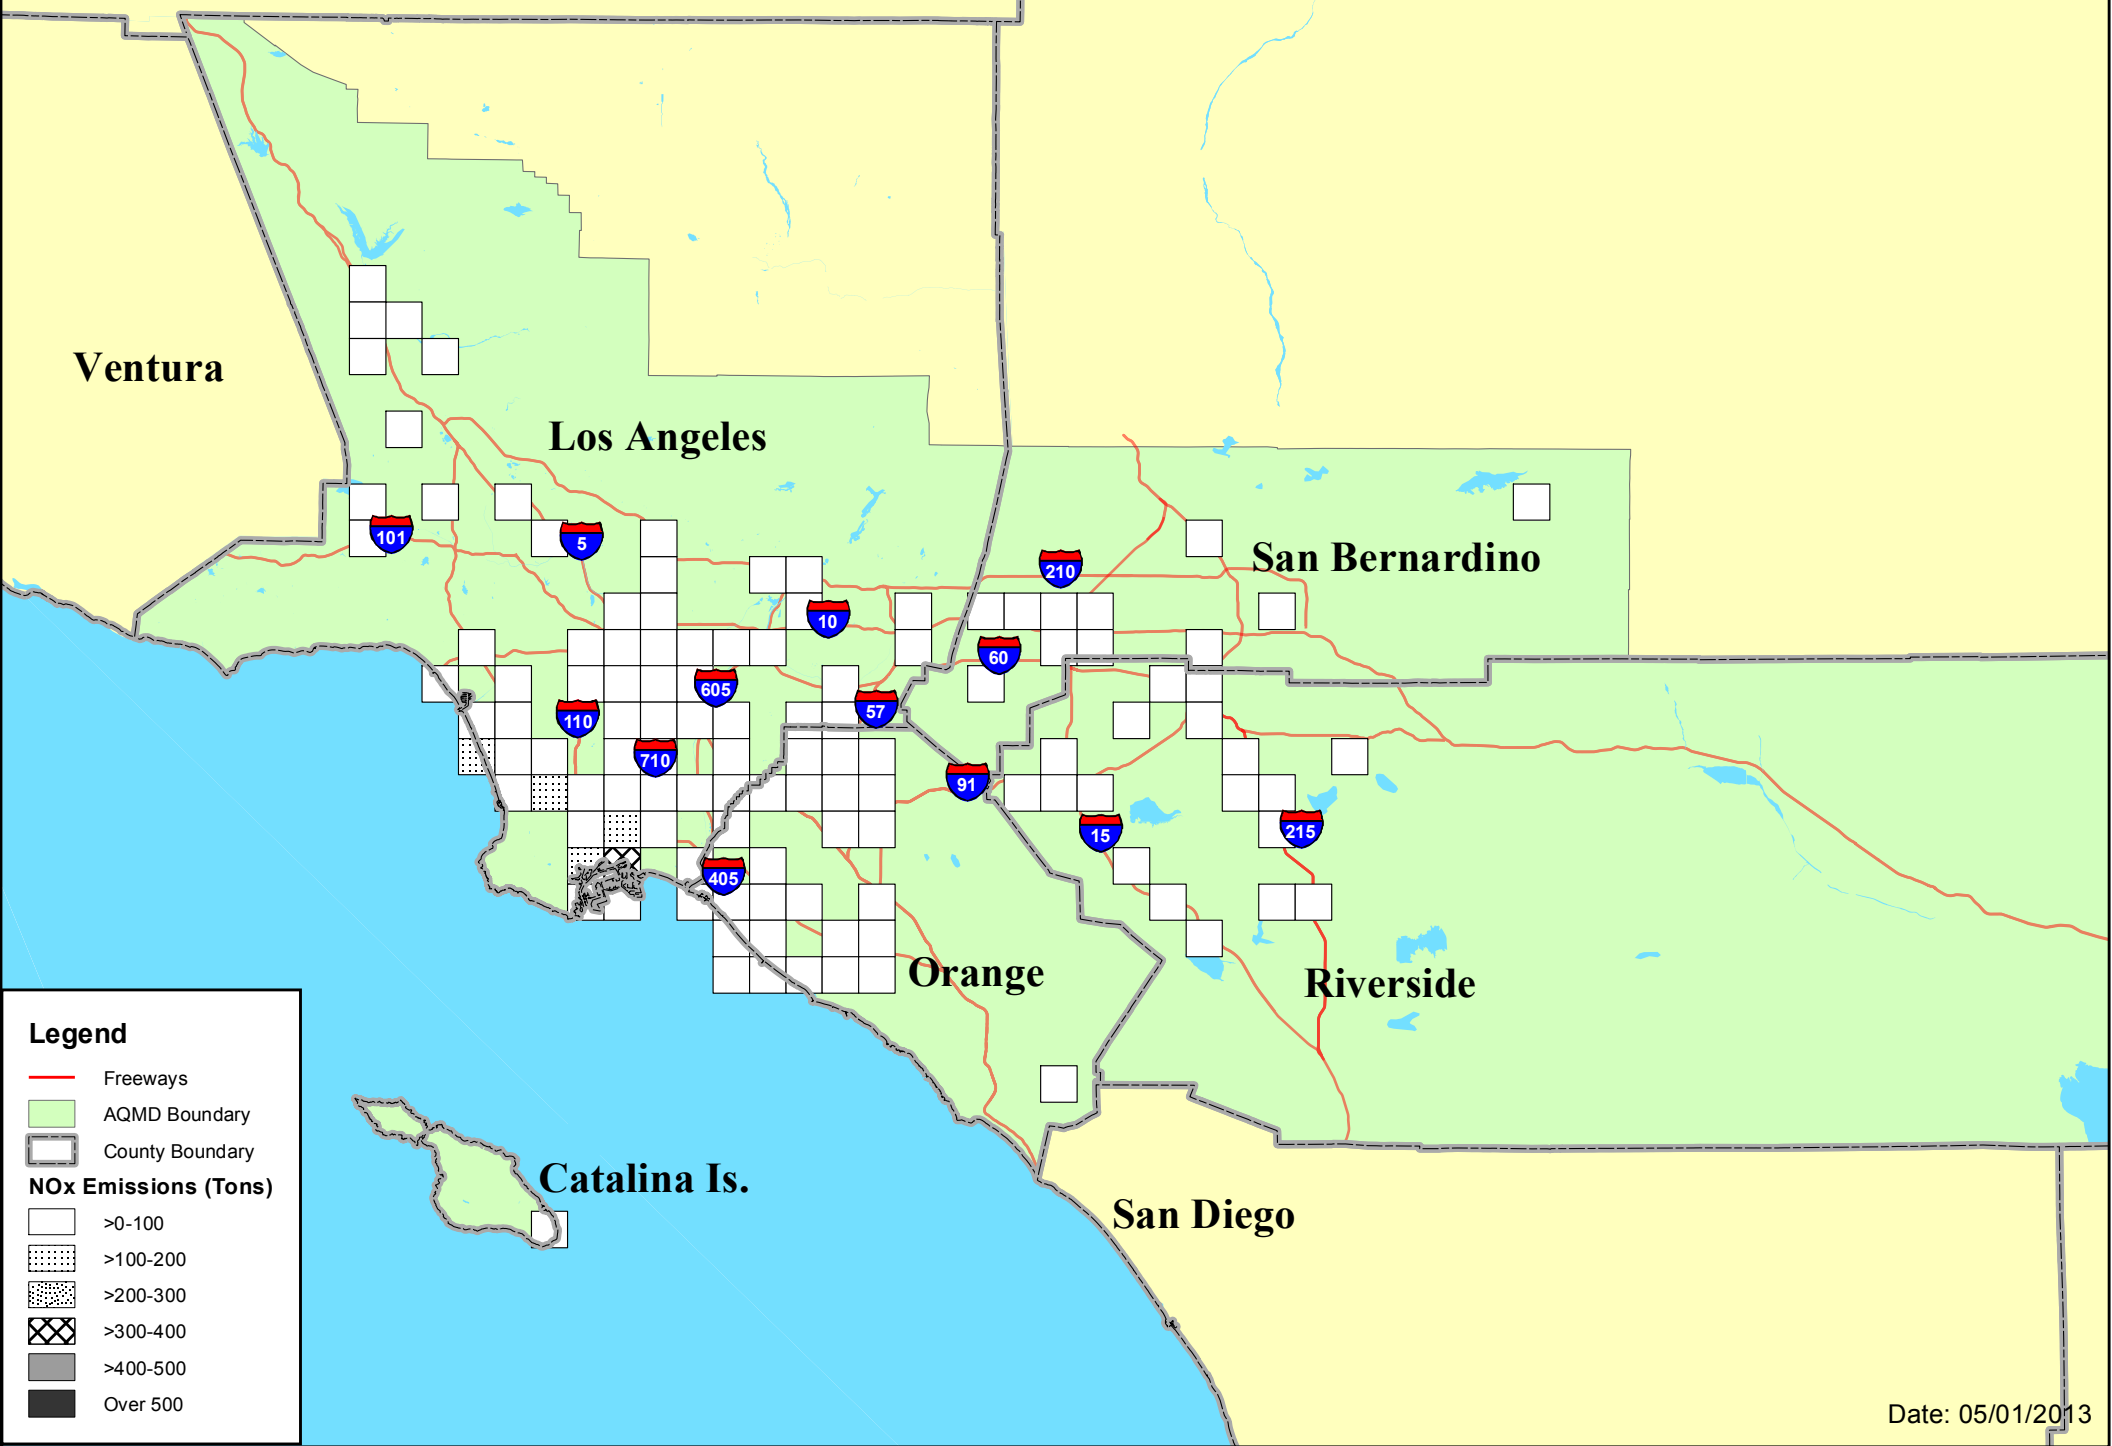 Ventura
Los Angeles
101
5
210
San Bernardino
10
60
605
57
110
710
91
15
215
405
Orange
Riverside
Catalina Is.
San Diego
Legend
Freeways
AQMD Boundary
County Boundary
NOx Emissions (Tons)
>0-100
>100-200
>200-300
>300-400
>400-500
Over 500
Date: 05/01/2013